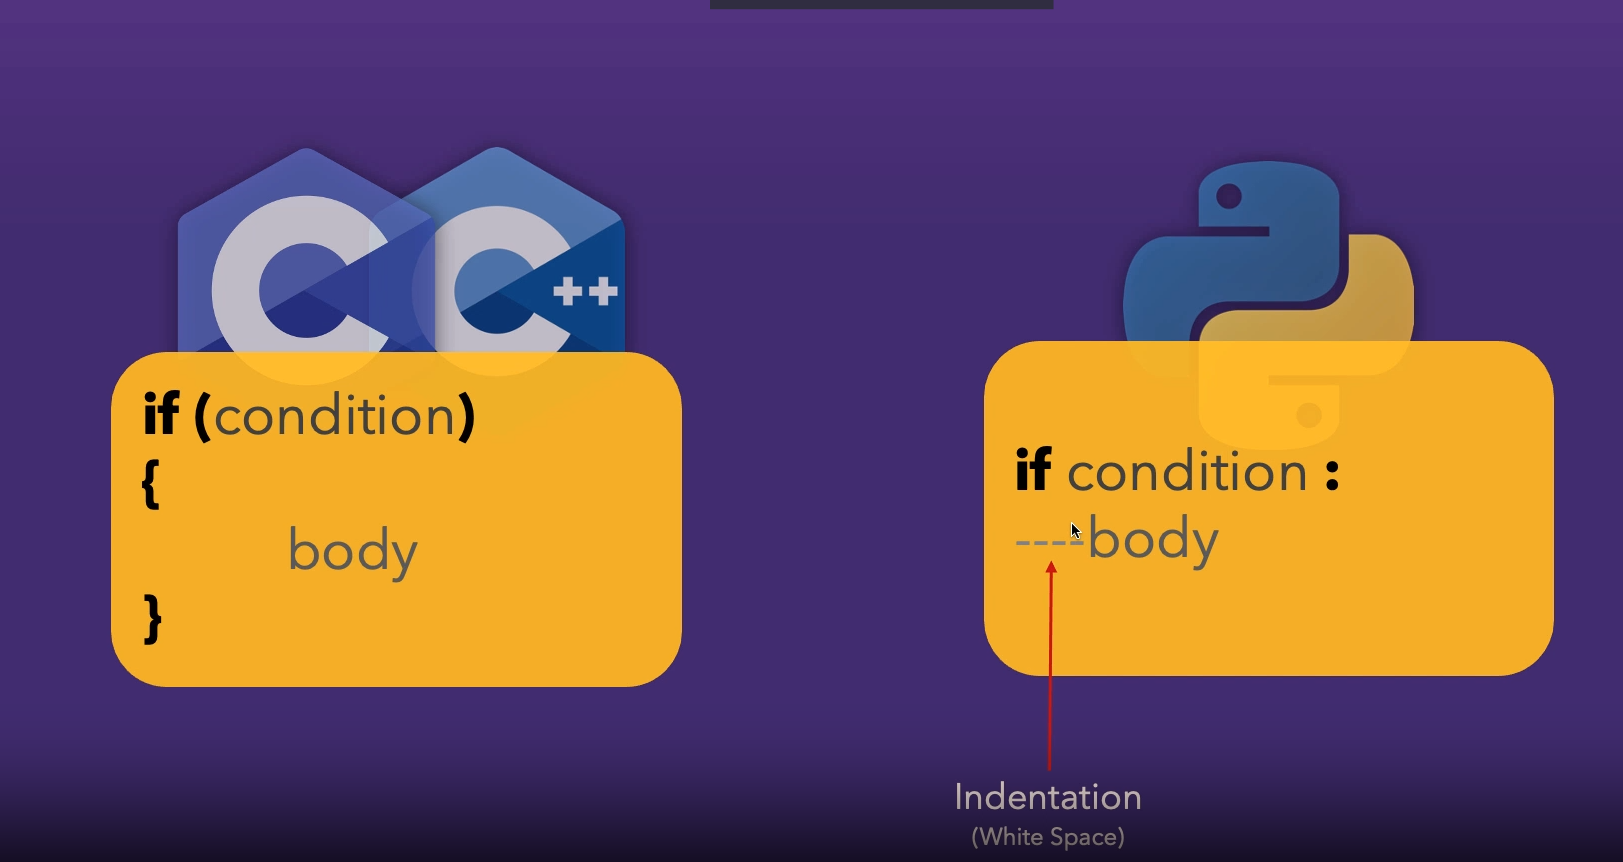 C
C++
if (condition)
{
body
}
if condition :
----body
Indentation
(White Space)